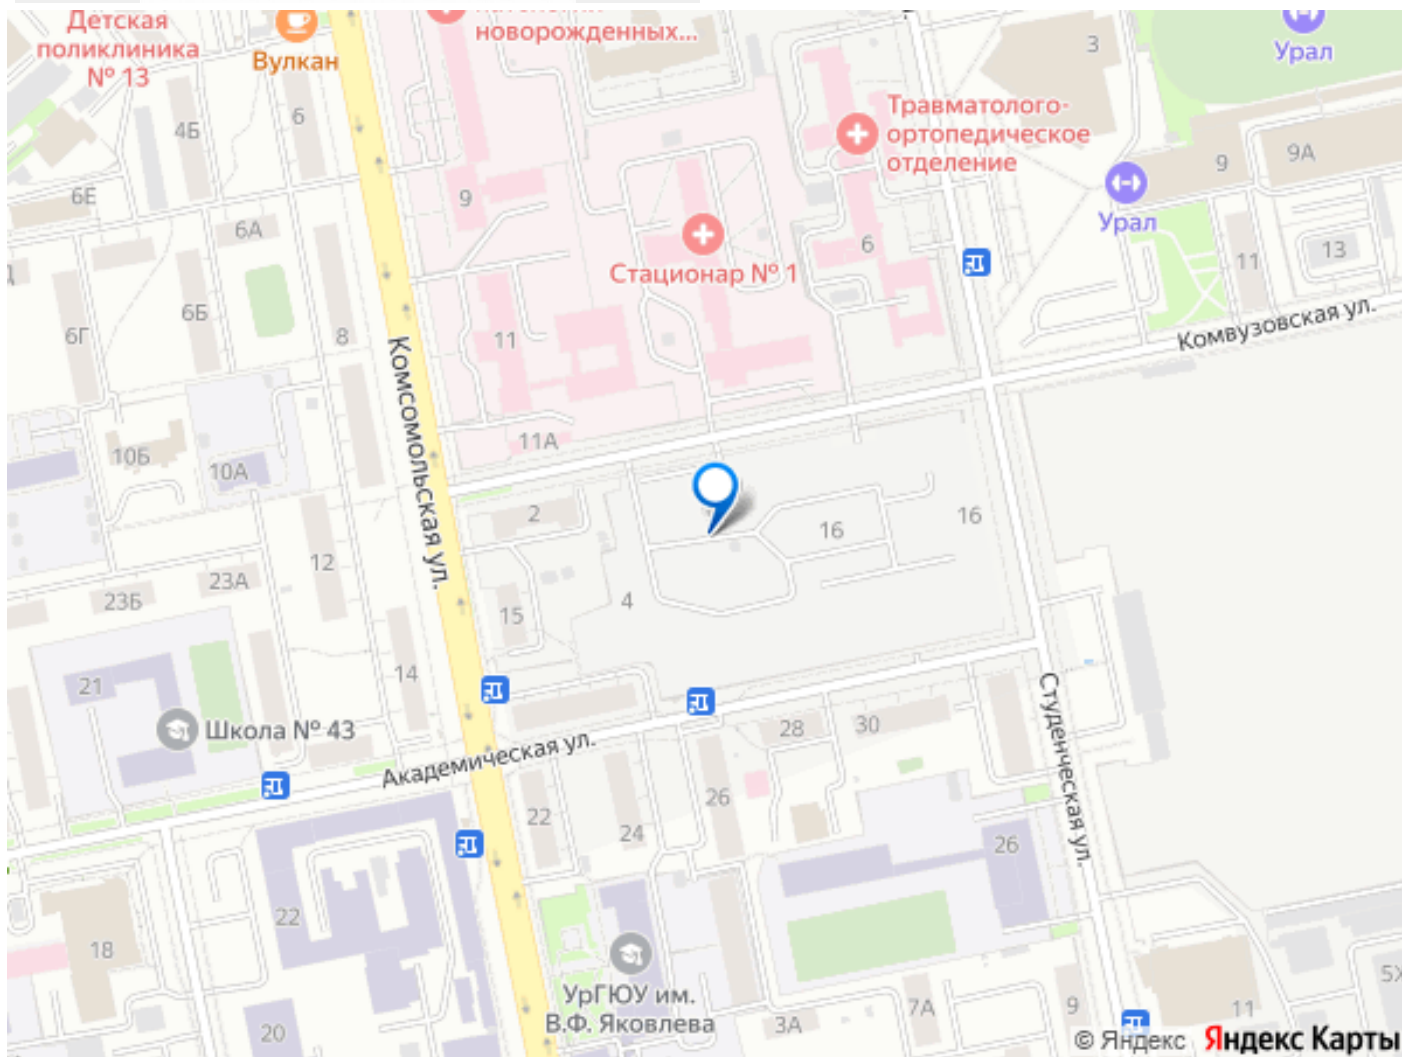 Детская
поликлиника
№ 13
Вулкан
новорожденных...
3
Урал
4Б
6
Травматолого-
ортопедическое
отделение
9
9А
6Е
9
Урал
6А
6
Стационар № 1
11
13
6Б
6Г
8
11
Комвузовская ул.
Комсомольская ул.
11А
10Б
10А
2
16
16
12
23А
23Б
4
15
14
21
Школа № 43
28
30
Студенческая ул.
Академическая ул.
26
22
24
26
22
18
УрГЮУ им.
В.Ф. Яковлева
20
3А
7А
9
11
© Яндекс Яндекс Карты